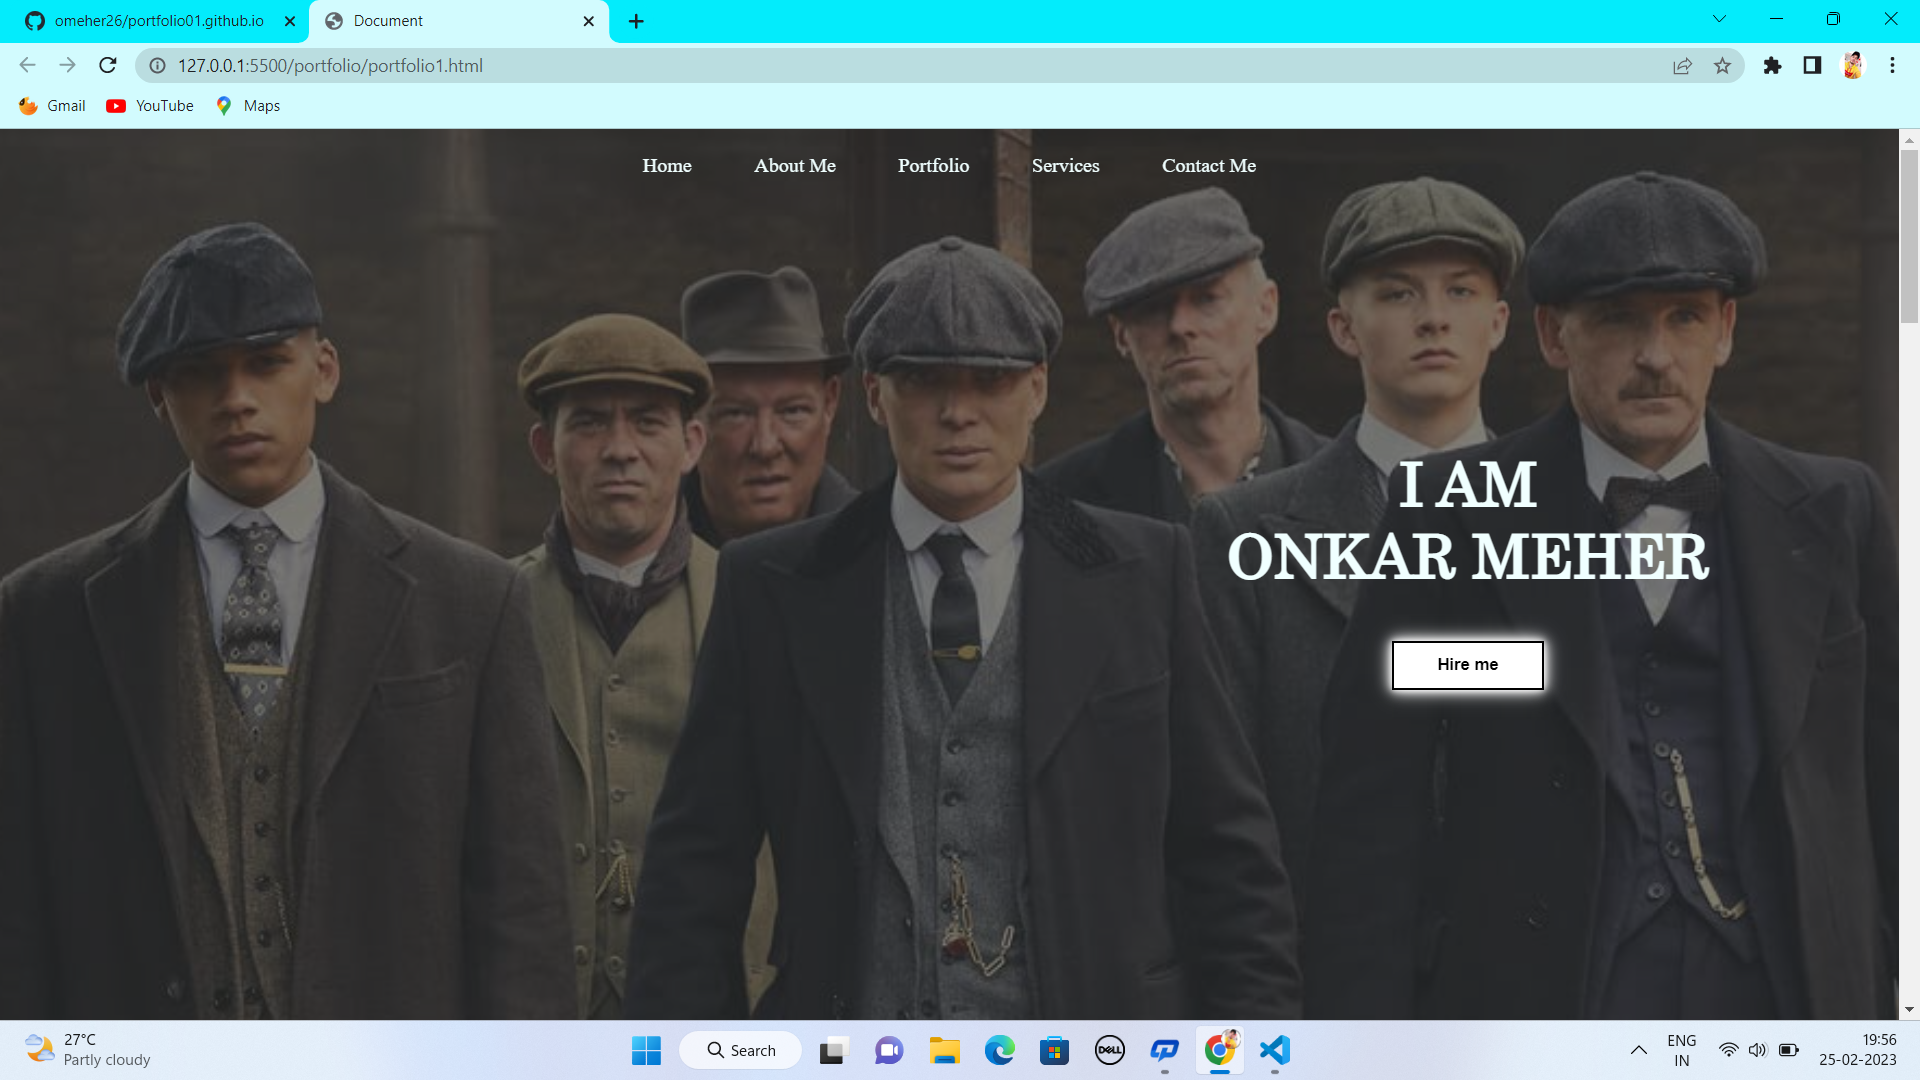 omeher26/portfolio01.github.io
Document
127.0.0.1:5500/portfolio/portfolio1.html
Gmail
YouTube
Maps
Home
About Me
Portfolio
Services
Contact Me
I AM
ONKAR MEHER
Hire me
27°C
Partly cloudy
Search
DELL
ENG
IN
19:56
25-02-2023